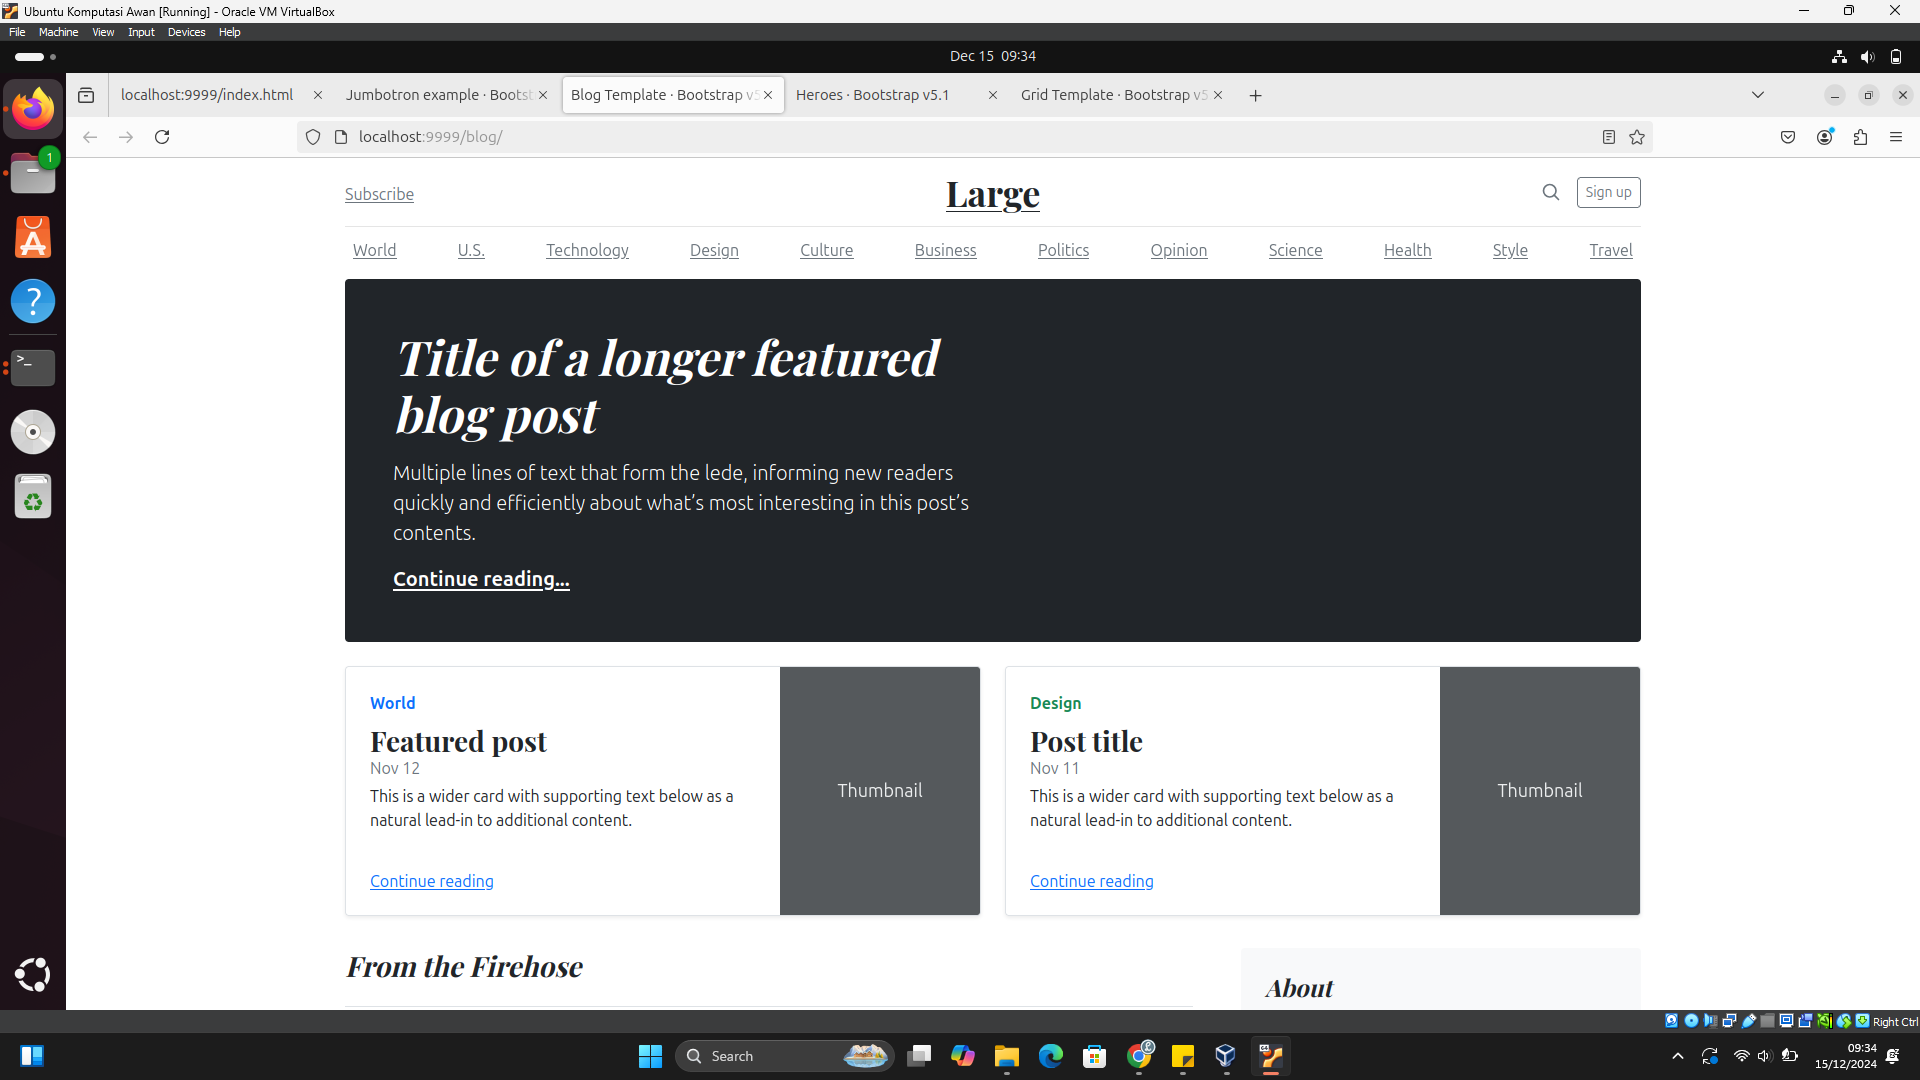 Ubuntu Komputasi Awan [Running] - Oracle VM VirtualBox
File Machine View Input Devices Help
Dec 15 09:34
localhost:9999/index.html
Jumbotron example · Bootst
Blog Template · Bootstrap v5
Heroes · Bootstrap v5.1
Grid Template · Bootstrap v5
1
localhost:9999/blog/
Subscribe
Large
Sign up
World U.S. Technology Design Culture Business Politics Opinion Science Health Style Travel
Title of a longer featured
blog post
Multiple lines of text that form the lede, informing new readers
quickly and efficiently about what’s most interesting in this post’s
contents.
Continue reading...
World
Featured post
Nov 12
This is a wider card with supporting text below as a
natural lead-in to additional content.
Continue reading
Thumbnail
Design
Post title
Nov 11
This is a wider card with supporting text below as a
natural lead-in to additional content.
Continue reading
Thumbnail
From the Firehose
About
Right Ctrl
Search
09:34
15/12/2024